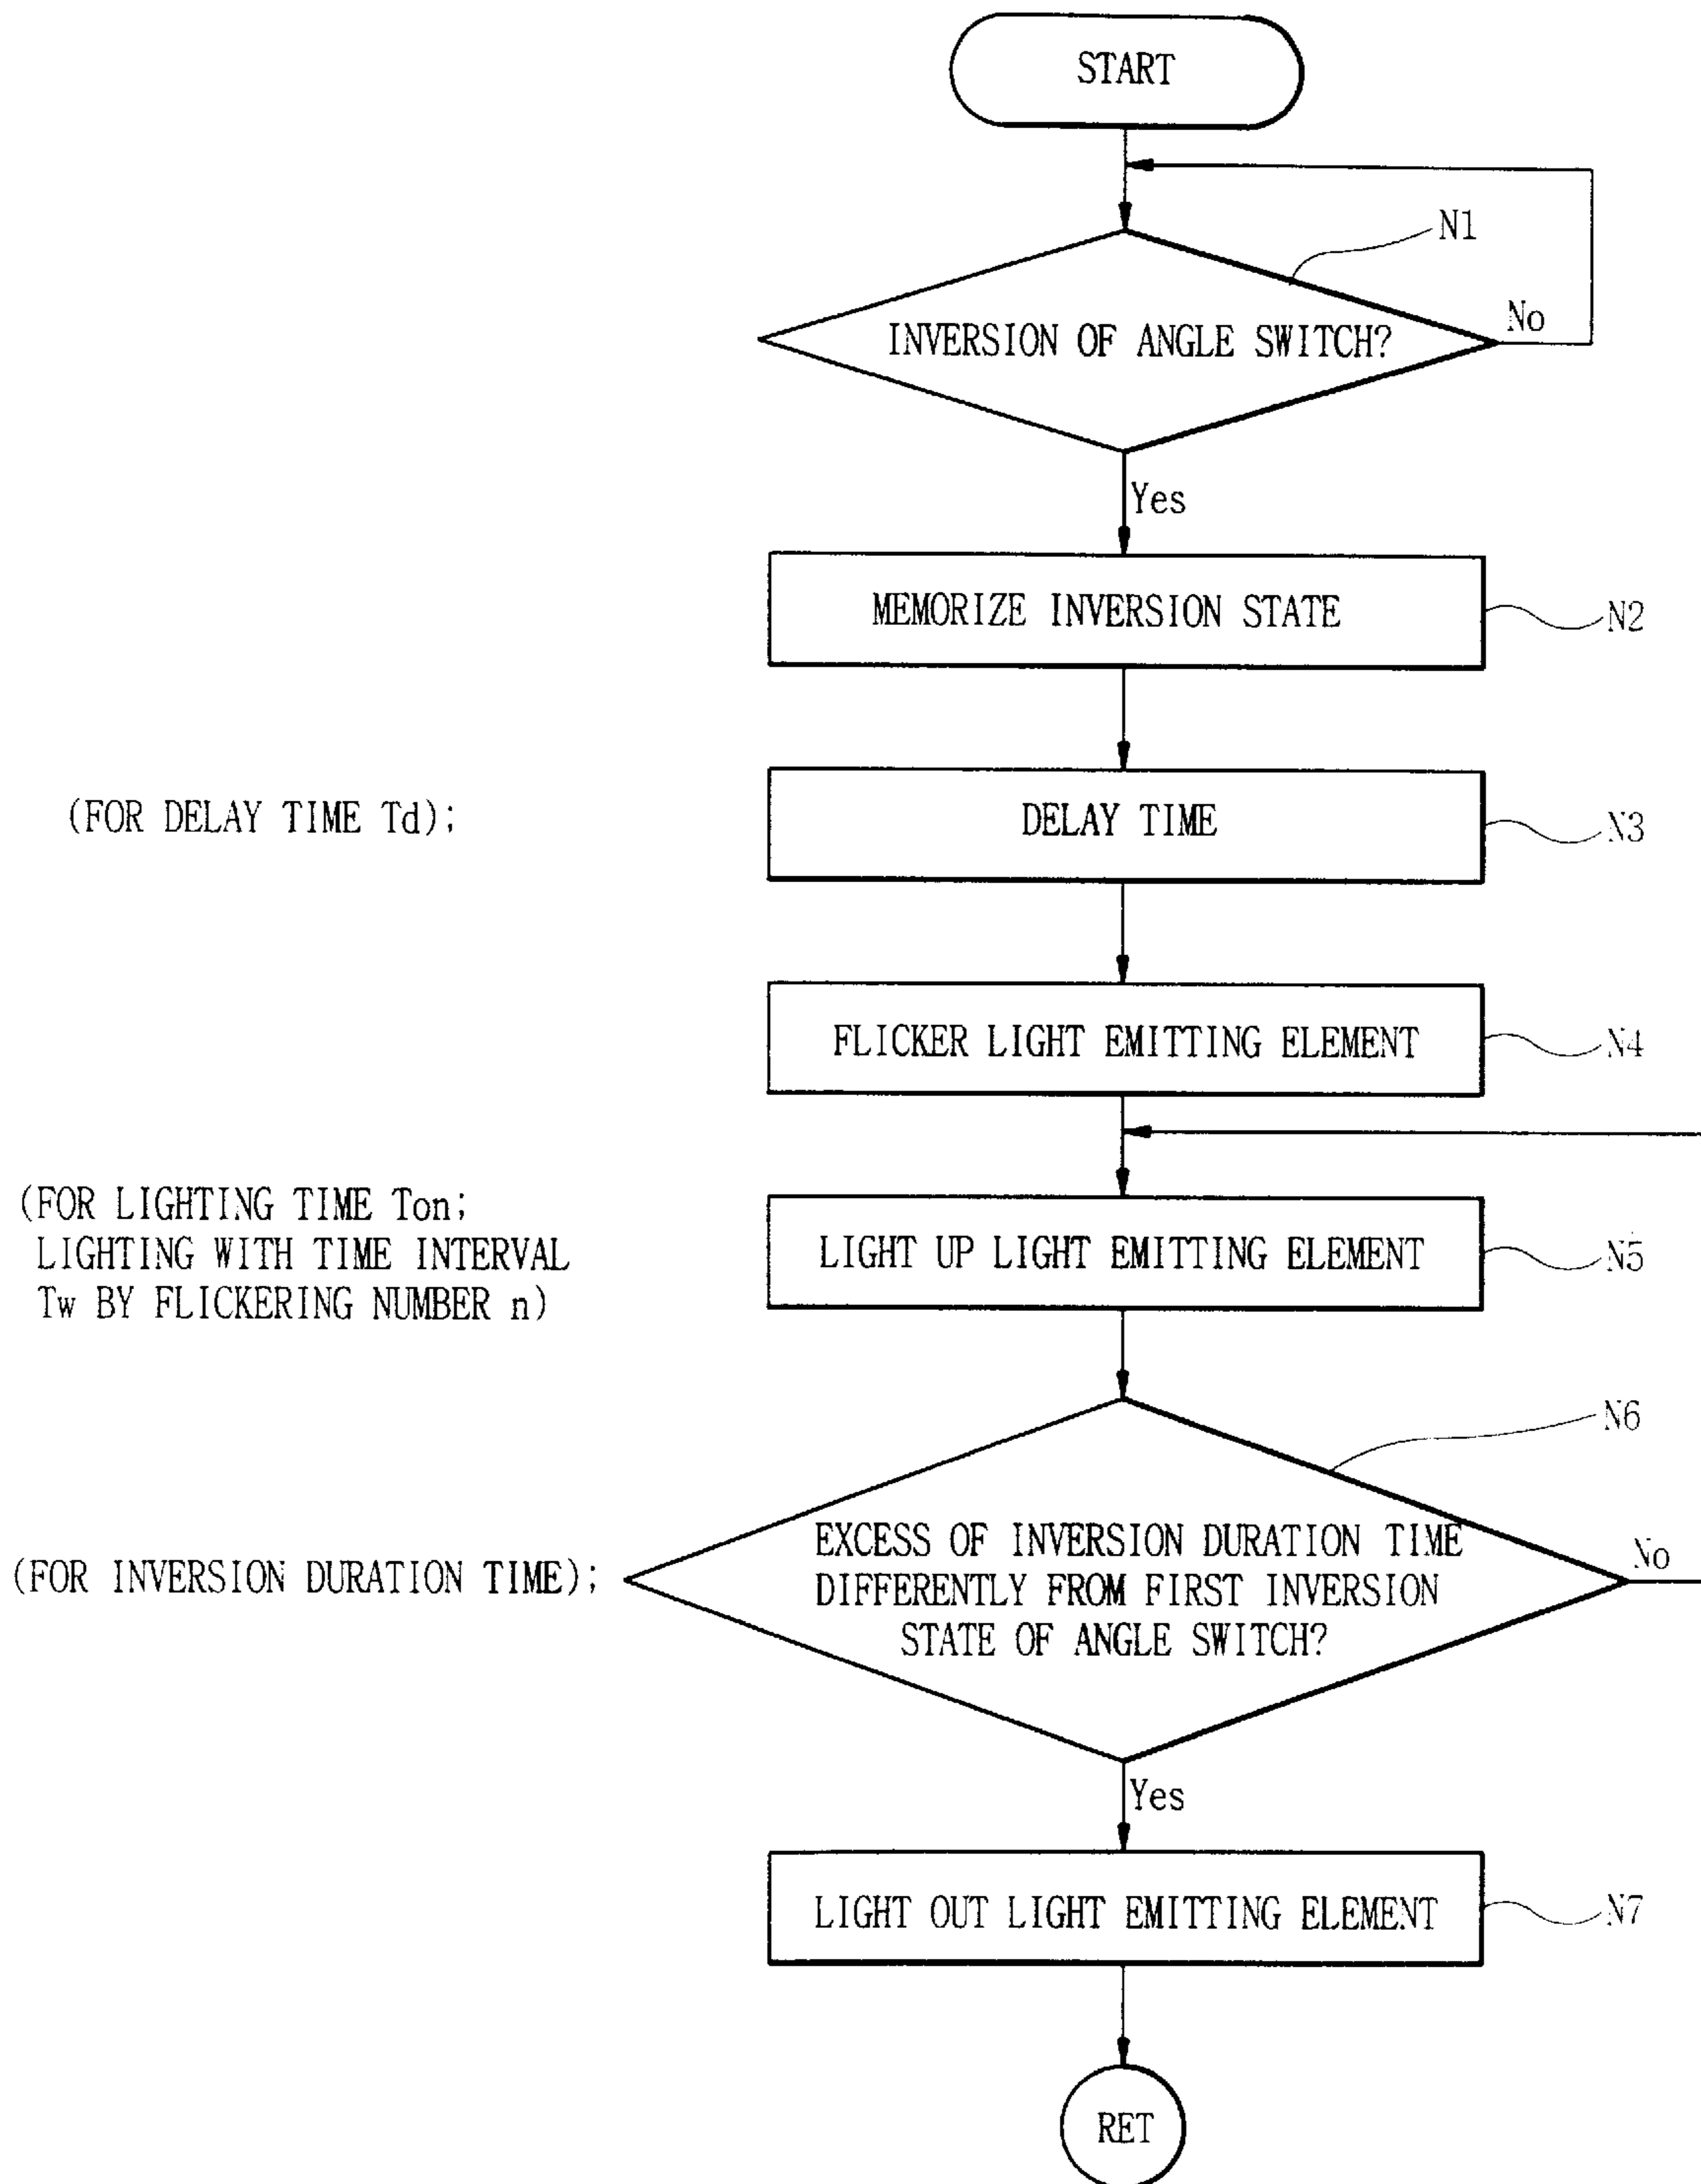 START
N1
INVERSION OF ANGLE SWITCH?
No
Yes
MEMORIZE INVERSION STATE
N2
(FOR DELAY TIME Td);
DELAY TIME
N3
FLICKER LIGHT EMITTING ELEMENT
N4
(FOR LIGHTING TIME Ton;
LIGHTING WITH TIME INTERVAL
Tw BY FLICKERING NUMBER n)
LIGHT UP LIGHT EMITTING ELEMENT
N5
N6
(FOR INVERSION DURATION TIME);
EXCESS OF INVERSION DURATION TIME
DIFFERENTLY FROM FIRST INVERSION
STATE OF ANGLE SWITCH?
No
Yes
LIGHT OUT LIGHT EMITTING ELEMENT
N7
RET